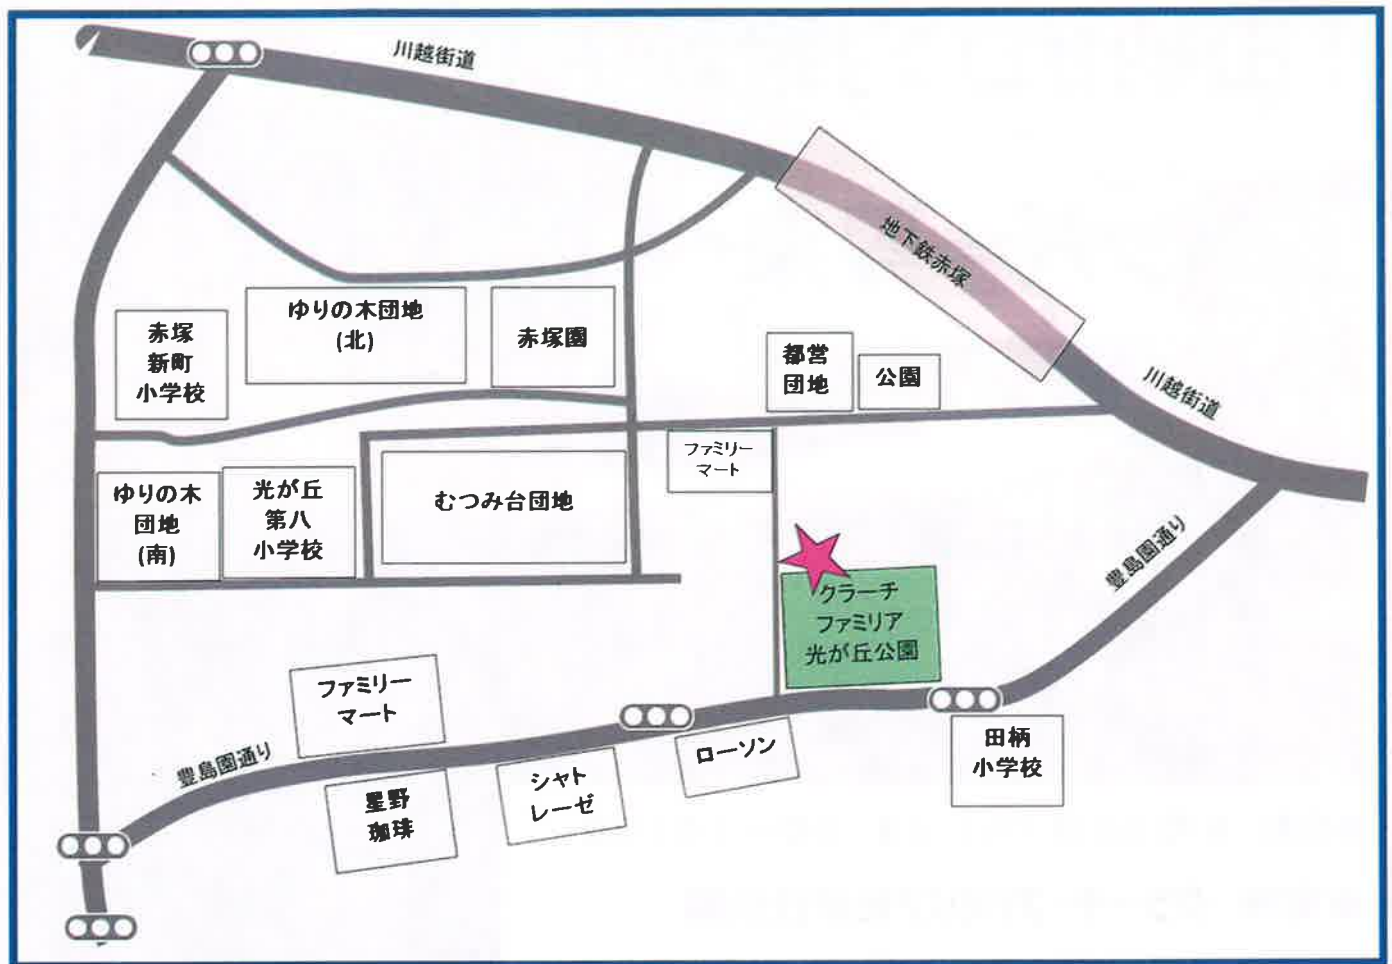 川越街道
地下鉄赤塚
ゆりの木団地
(北)
赤塚園
赤塚
新町
小学校
都営
団地
公園
川越街道
ファミリー
マート
ゆりの木
団地
(南)
光が丘
第八
小学校
むつみ台団地
豊島園通り
クラーチ
ファミリア
光が丘公園
ファミリー
マート
豊島園通り
星野
珈琲
シャト
レーゼ
ローソン
田柄
小学校